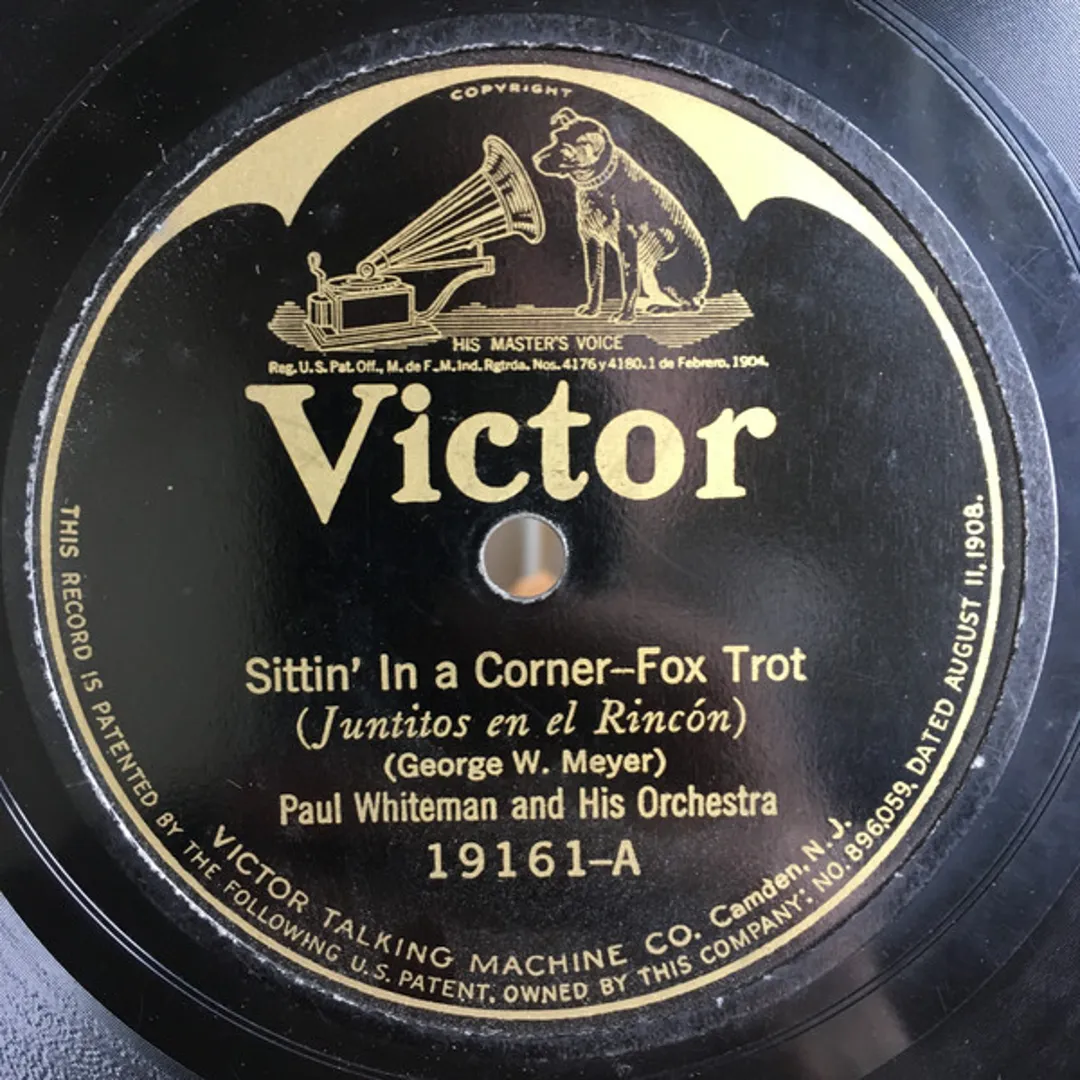 COPYRIGHT
HIS MASTER'S VOICE
Reg. U.S. Pat. Off., M. de F. M. Ind. Rgtrda. Nos. 4176 y 4180. 1 de Febrero, 1904.
Victor
Sittin' In a Corner–Fox Trot
(Juntitos en el Rincón)
(George W. Meyer)
Paul Whiteman and His Orchestra
19161–A
VICTOR TALKING MACHINE CO. Camden, N. J.
THIS RECORD IS PATENTED BY THE FOLLOWING U.S. PATENT, OWNED BY THIS COMPANY: NO. 896,059, DATED AUGUST 11, 1908.